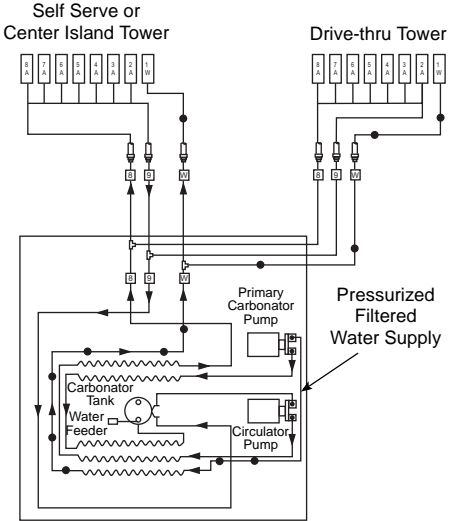 Self Serve or
Center Island Tower
Drive-thru Tower
8 A
7 A
6 A
5 A
4 A
3 A
2 A
1 W
8 A
7 A
6 A
5 A
4 A
3 A
2 A
1 W
8
9
W
8
9
W
8
9
W
Primary
Carbonator
Pump
Pressurized
Filtered
Water Supply
Carbonator
Tank
Water
Feeder
Circulator
Pump